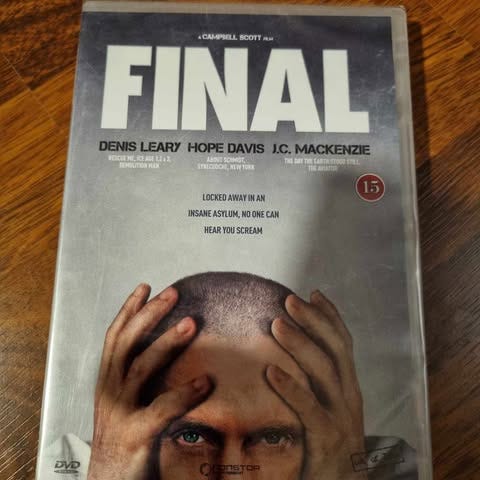 A CAMPBELL SCOTT FILM
FINAL
DENIS LEARY HOPE DAVIS J.C. MACKENZIE
RESCUE ME, ICE AGE 1,2 & 3, DEMOLITION MAN
ABOUT SCHMIDT, SYNECDOCHE, NEW YORK
THE DAY THE EARTH STOOD STILL, THE AVIATOR
15
LOCKED AWAY IN AN
INSANE ASYLUM, NO ONE CAN
HEAR YOU SCREAM
DVD
NONSTOP
ENTERTAINMENT